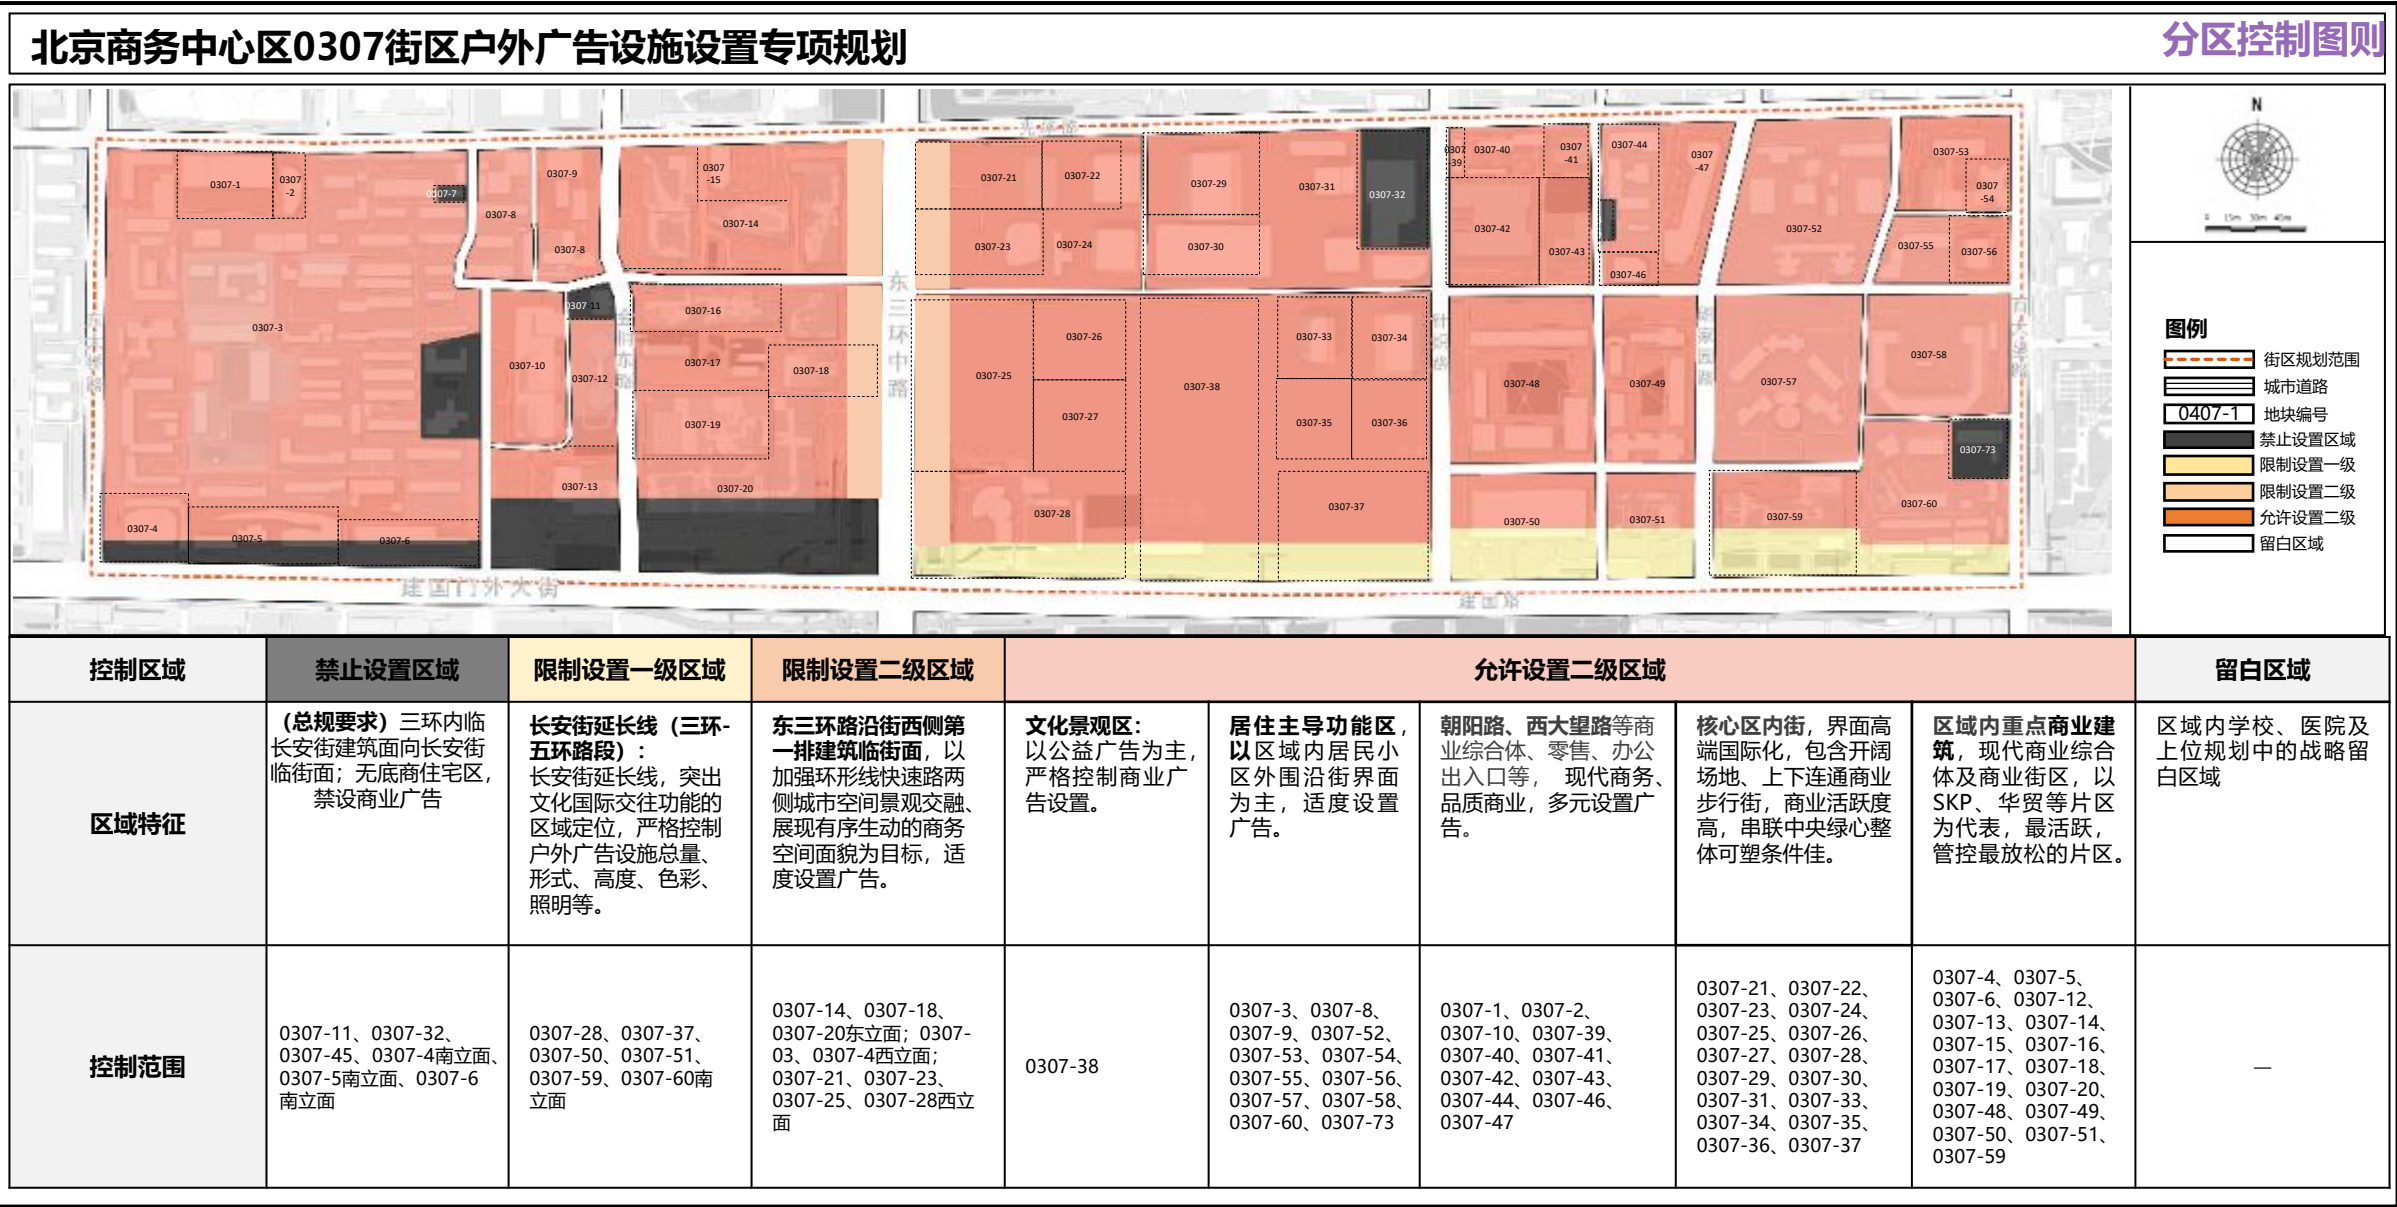 北京商务中心区0307街区户外广告设施设置专项规划
分区控制图则
0307-1
0307
-2
0307-7
0307-8
0307-9
0307-8
0307
-15
0307-14
0307-3
0307-11
0307-10
0307-12
0307-16
0307-17
0307-18
0307-19
0307-13
0307-20
0307-4
0307-5
0307-6
建国门外大街
东三环中路
0307-21
0307-22
0307-23
0307-24
0307-29
0307-30
0307-31
0307-32
0307-25
0307-26
0307-27
0307-28
0307-38
0307-33
0307-34
0307-35
0307-36
0307-37
0307
-39
0307-40
0307
-41
0307-42
0307-43
0307-44
0307-46
0307
-47
0307-52
0307-53
0307
-54
0307-55
0307-56
0307-48
0307-49
0307-57
0307-58
0307-73
0307-50
0307-51
0307-59
0307-60
建国路
N
0 15m 30m 45m
图例
街区规划范围
城市道路
0407-1 地块编号
禁止设置区域
限制设置一级
限制设置二级
允许设置二级
留白区域
控制区域
禁止设置区域
限制设置一级区域
限制设置二级区域
允许设置二级区域
留白区域
区域特征
（总规要求）三环内临
长安街建筑面向长安街
临街面；无底商住宅区，
禁设商业广告
长安街延长线（三环-
五环路段）：
长安街延长线，突出
文化国际交往功能的
区域定位，严格控制
户外广告设施总量、
形式、高度、色彩、
照明等。
东三环路沿街西侧第
一排建筑临街面，以
加强环形线快速路两
侧城市空间景观交融、
展现有序生动的商务
空间面貌为目标，适
度设置广告。
文化景观区：
以公益广告为主，
严格控制商业广
告设置。
居住主导功能区，
以区域内居民小
区外围沿街界面
为主，适度设置
广告。
朝阳路、西大望路等商
业综合体、零售、办公
出入口等， 现代商务、
品质商业，多元设置广
告。
核心区内街，界面高
端国际化，包含开阔
场地、上下连通商业
步行街，商业活跃度
高，串联中央绿心整
体可塑条件佳。
区域内重点商业建
筑，现代商业综合
体及商业街区，以
SKP、华贸等片区
为代表，最活跃，
管控最放松的片区。
区域内学校、医院及
上位规划中的战略留
白区域
控制范围
0307-11、0307-32、
0307-45、0307-4南立面、
0307-5南立面、0307-6
南立面
0307-28、0307-37、
0307-50、0307-51、
0307-59、0307-60南
立面
0307-14、0307-18、
0307-20东立面；0307-
03、0307-4西立面；
0307-21、0307-23、
0307-25、0307-28西立
面
0307-38
0307-3、0307-8、
0307-9、0307-52、
0307-53、0307-54、
0307-55、0307-56、
0307-57、0307-58、
0307-60、0307-73
0307-1、0307-2、
0307-10、0307-39、
0307-40、0307-41、
0307-42、0307-43、
0307-44、0307-46、
0307-47
0307-21、0307-22、
0307-23、0307-24、
0307-25、0307-26、
0307-27、0307-28、
0307-29、0307-30、
0307-31、0307-33、
0307-34、0307-35、
0307-36、0307-37
0307-4、0307-5、
0307-6、0307-12、
0307-13、0307-14、
0307-15、0307-16、
0307-17、0307-18、
0307-19、0307-20、
0307-48、0307-49、
0307-50、0307-51、
0307-59
—